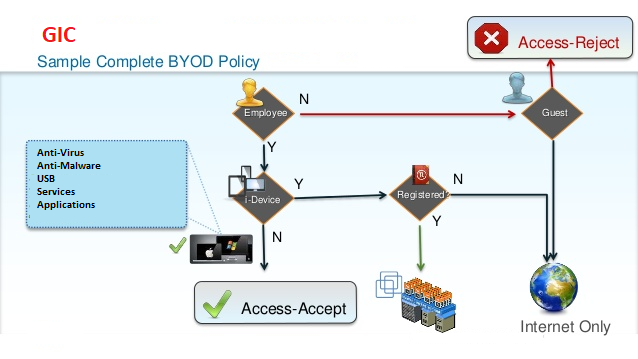 GIC
Sample Complete BYOD Policy
Access-Reject
Employee
N
Guest
Y
Anti-Virus
Anti-Malware
USB
Services
Applications
i-Device
Y
Registered
N
N
Y
Access-Accept
Internet Only